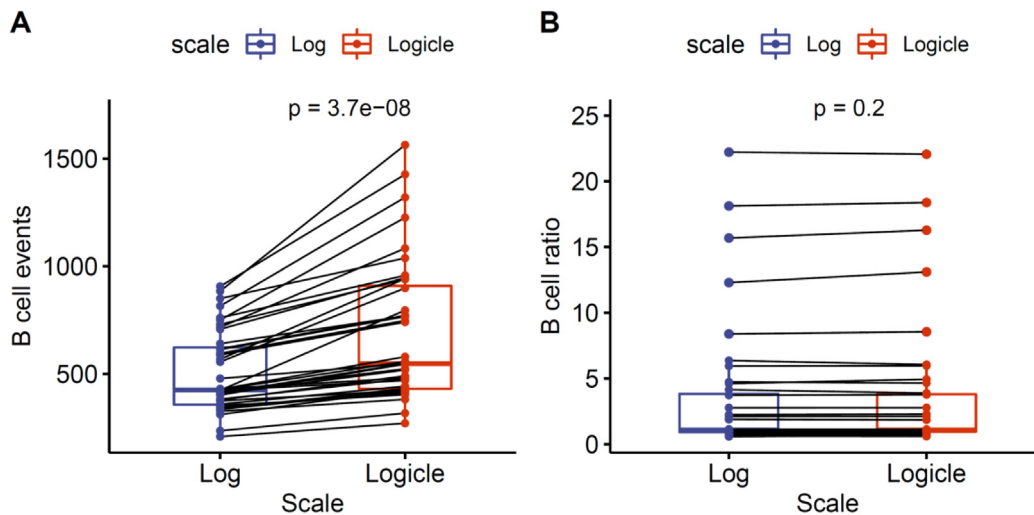 A
scale Log Logicle
p = 3.7e−08
1500
1000
500
B cell events
Log Logicle
Scale
B
scale Log Logicle
p = 0.2
25
20
15
10
5
0
B cell ratio
Log Logicle
Scale